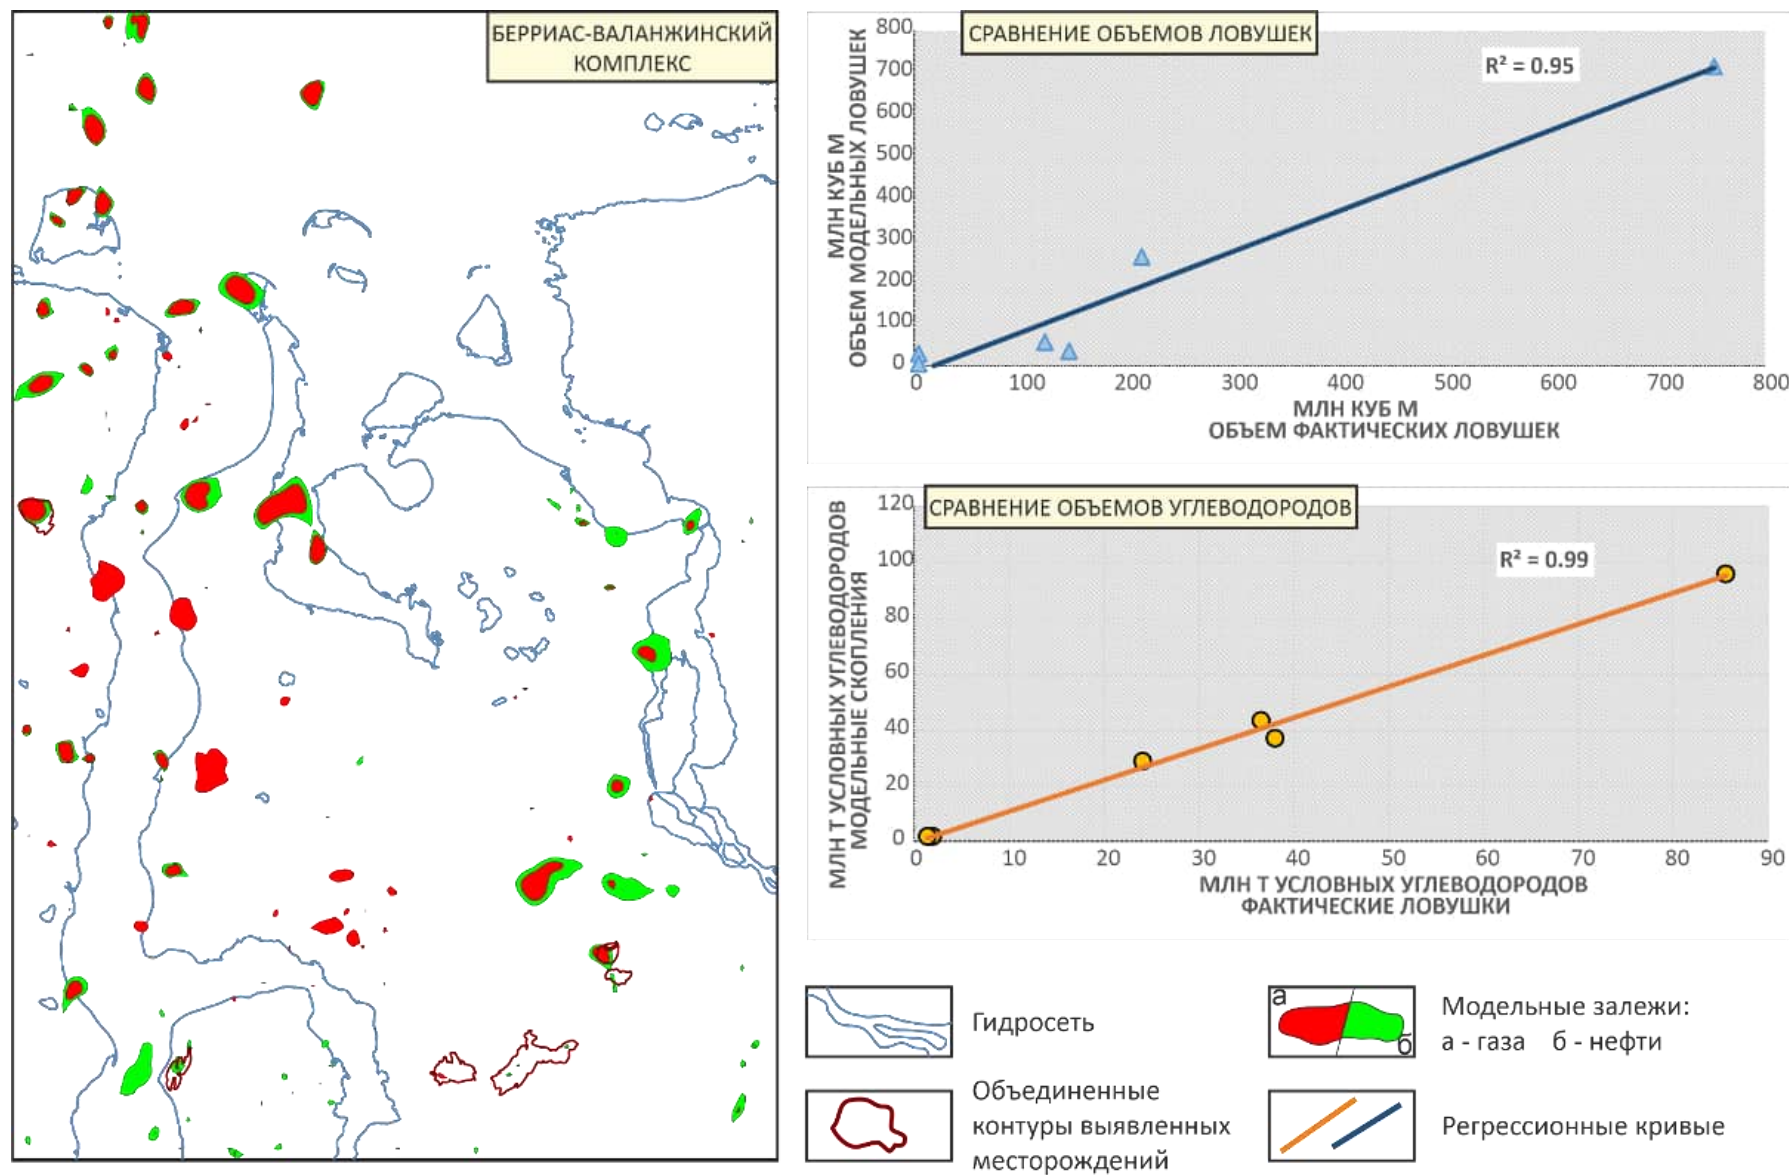 БЕРРИАС-ВАЛАНЖИНСКИЙ
КОМПЛЕКС
СРАВНЕНИЕ ОБЪЕМОВ ЛОВУШЕК
R² = 0.95
МЛН КУБ М
ОБЪЕМ МОДЕЛЬНЫХ ЛОВУШЕК
800
700
600
500
400
300
200
100
0
0 100 200 300 400 500 600 700 800
МЛН КУБ М
ОБЪЕМ ФАКТИЧЕСКИХ ЛОВУШЕК
СРАВНЕНИЕ ОБЪЕМОВ УГЛЕВОДОРОДОВ
R² = 0.99
МЛН Т УСЛОВНЫХ УГЛЕВОДОРОДОВ
МОДЕЛЬНЫЕ СКОПЛЕНИЯ
120
100
80
60
40
20
0
0 10 20 30 40 50 60 70 80 90
МЛН Т УСЛОВНЫХ УГЛЕВОДОРОДОВ
ФАКТИЧЕСКИЕ ЛОВУШКИ
Гидросеть
Объединенные
контуры выявленных
месторождений
а
б
Модельные залежи:
а - газа б - нефти
Регрессионные кривые